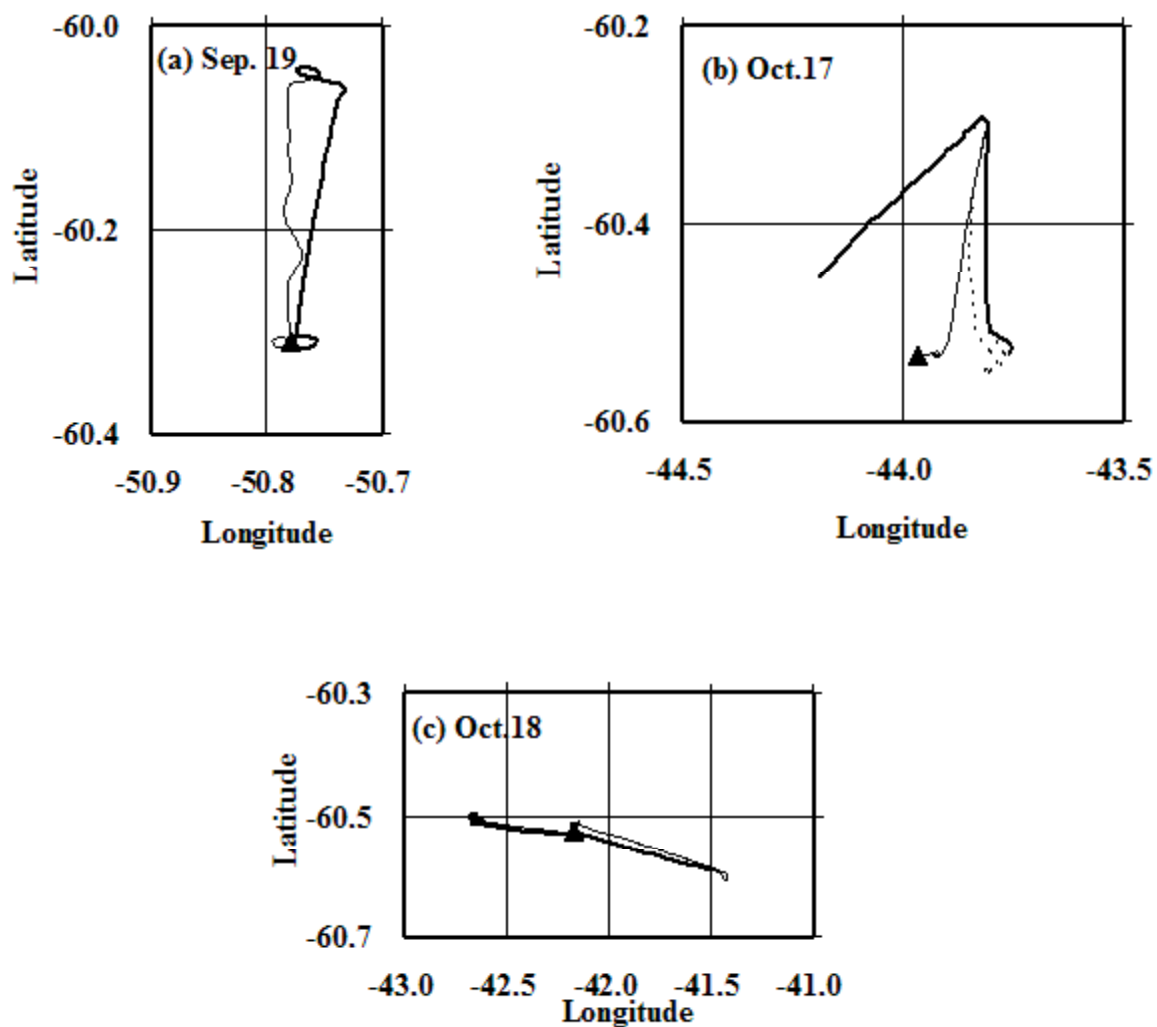 -60.0
(a) Sep. 19
-60.2
-60.4
-50.9 -50.8 -50.7
Latitude
Longitude
-60.2
(b) Oct.17
-60.4
-60.6
-44.5 -44.0 -43.5
Latitude
Longitude
-60.3
(c) Oct.18
-60.5
-60.7
-43.0 -42.5 -42.0 -41.5 -41.0
Latitude
Longitude